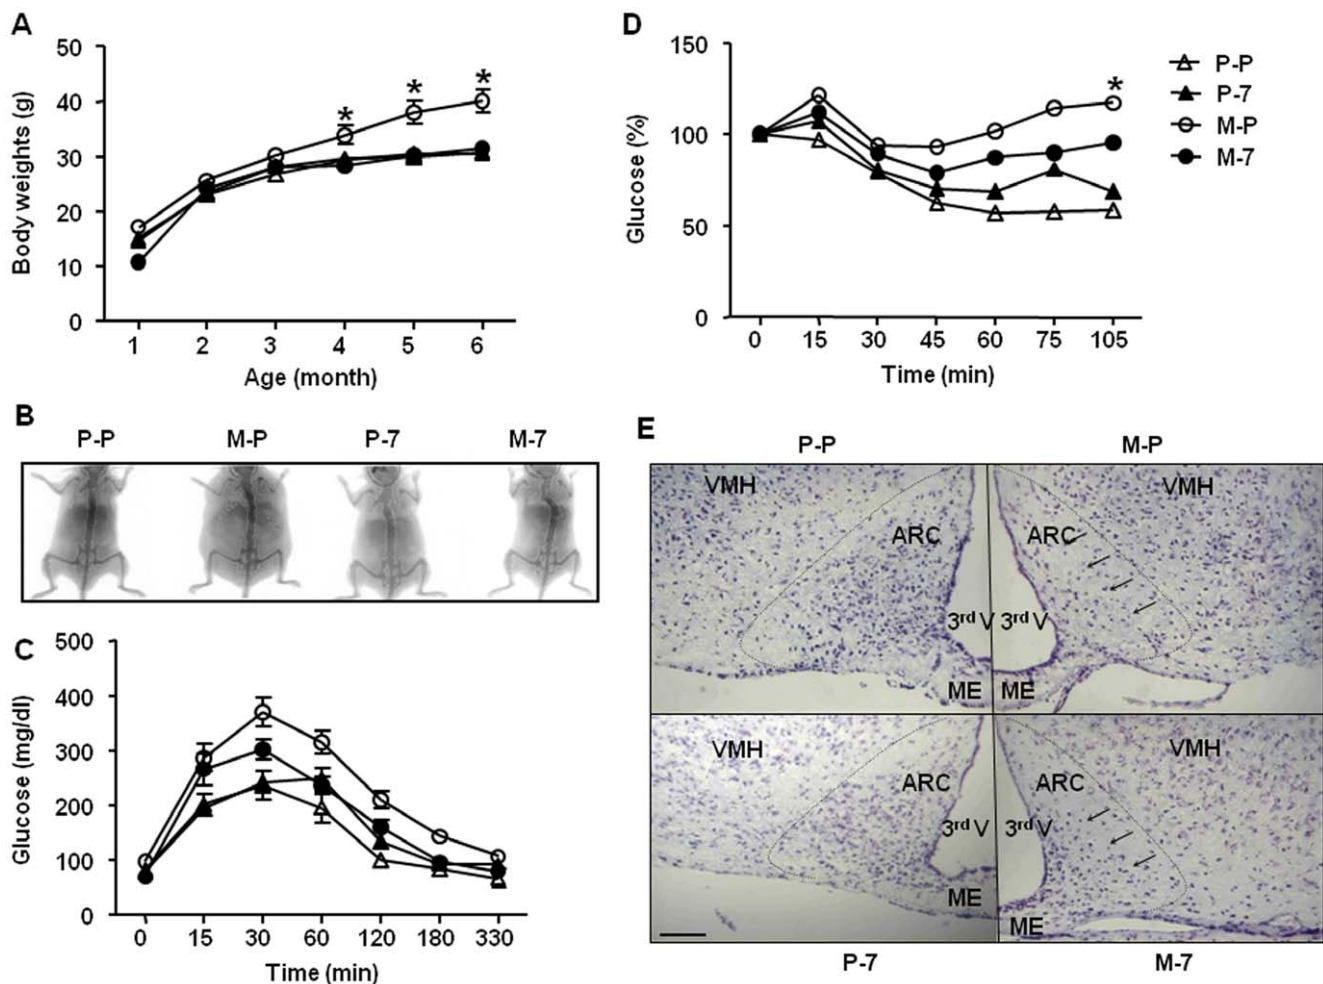 A
50
40
30
20
10
0
Body weights (g)
* * *
1 2 3 4 5 6
Age (month)
D
150
100
50
0
Glucose (%)
*
0 15 30 45 60 75 105
Time (min)
P-P
P-7
M-P
M-7
B
P-P M-P P-7 M-7
C
500
400
300
200
100
0
Glucose (mg/dl)
0 15 30 60 120 180 330
Time (min)
E
P-P M-P
VMH VMH
ARC ARC
3rd V 3rd V
ME ME
VMH VMH
ARC ARC
3rd V 3rd V
ME
ME
P-7 M-7